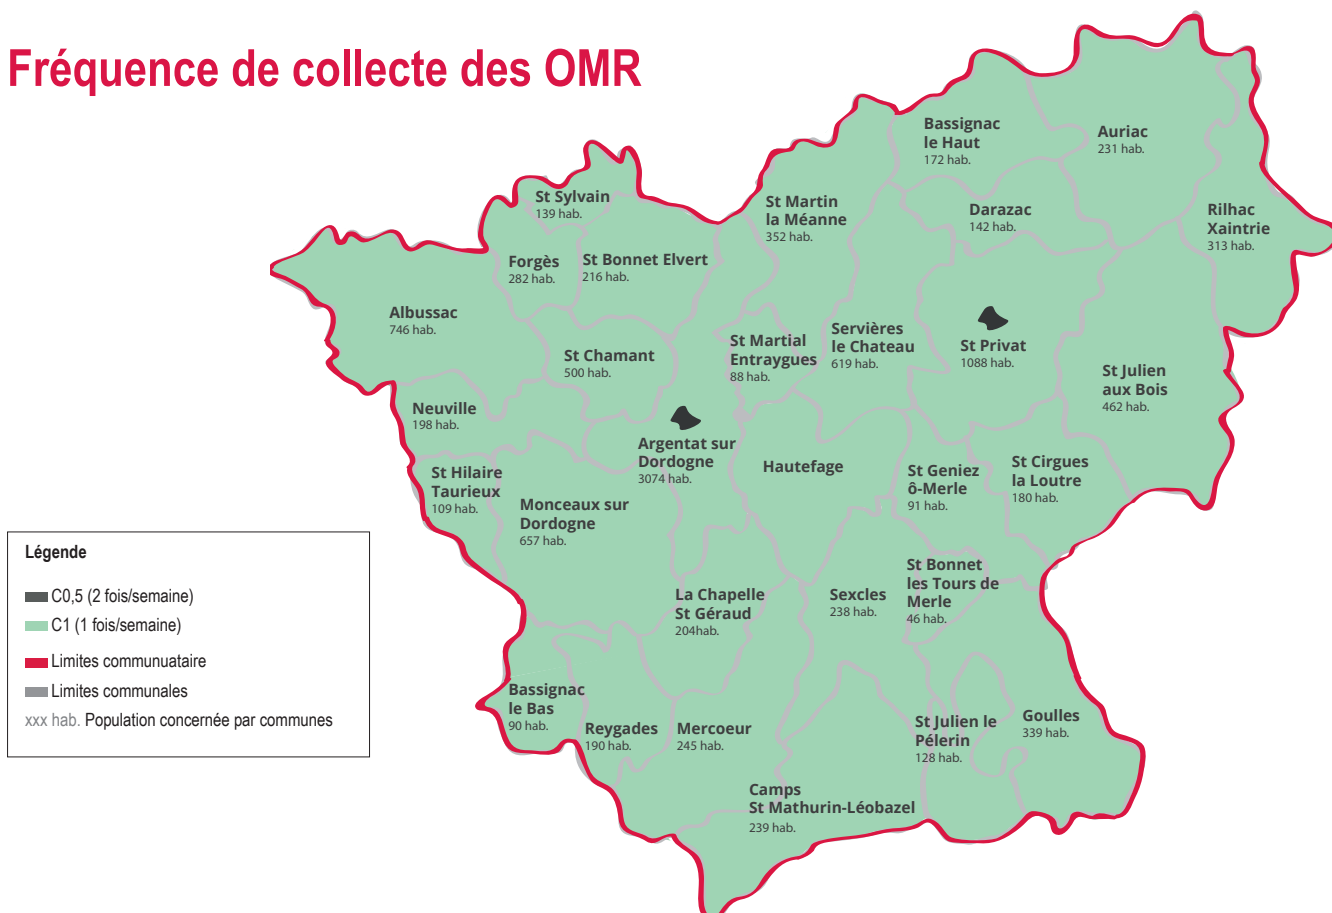 Fréquence de collecte des OMR
Bassignac
le Haut
172 hab.
Auriac
231 hab.
St Sylvain
139 hab.
St Martin
la Méanne
352 hab.
Darazac
142 hab.
Rilhac
Xaintrie
313 hab.
Forgès
282 hab.
St Bonnet Elvert
216 hab.
Albussac
746 hab.
St Chamant
500 hab.
St Martial
Entraygues
88 hab.
Servières
le Chateau
619 hab.
St Privat
1088 hab.
St Julien
aux Bois
462 hab.
Neuville
198 hab.
Argentat sur
Dordogne
3074 hab.
Hautefage
St Hilaire
Taurieux
109 hab.
Monceaux sur
Dordogne
657 hab.
St Geniez
ô-Merle
91 hab.
St Cirgues
la Loutre
180 hab.
La Chapelle
St Géraud
204hab.
Sexcles
238 hab.
St Bonnet
les Tours de
Merle
46 hab.
Bassignac
le Bas
90 hab.
Reygades
190 hab.
Mercoeur
245 hab.
St Julien le
Pélerin
128 hab.
Goulles
339 hab.
Camps
St Mathurin-Léobazel
239 hab.
Légende
C0,5 (2 fois/semaine)
C1 (1 fois/semaine)
Limites communuataire
Limites communales
xxx hab. Population concernée par communes